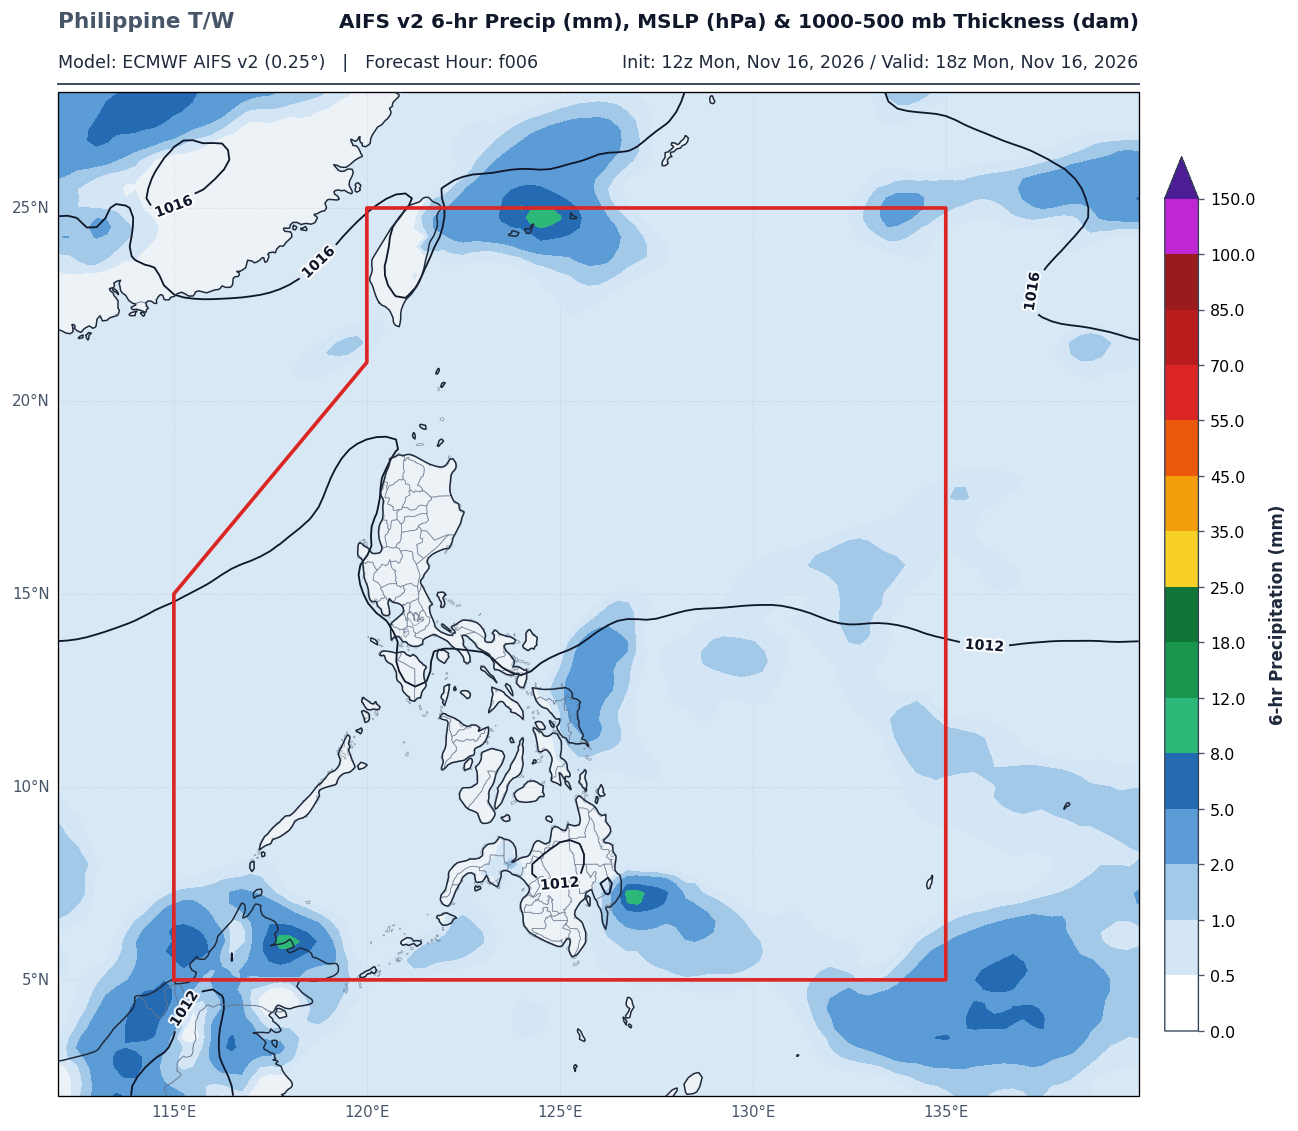 Philippine T/W
AIFS v2 6-hr Precip (mm), MSLP (hPa) & 1000-500 mb Thickness (dam)
Model: ECMWF AIFS v2 (0.25°) | Forecast Hour: f006
Init: 12z Mon, Nov 16, 2026 / Valid: 18z Mon, Nov 16, 2026
25°N
20°N
15°N
10°N
5°N
115°E
120°E
125°E
130°E
135°E
1016
1016
1016
1012
1012
1012
150.0
100.0
85.0
70.0
55.0
45.0
35.0
25.0
18.0
12.0
8.0
5.0
2.0
1.0
0.5
0.0
6-hr Precipitation (mm)